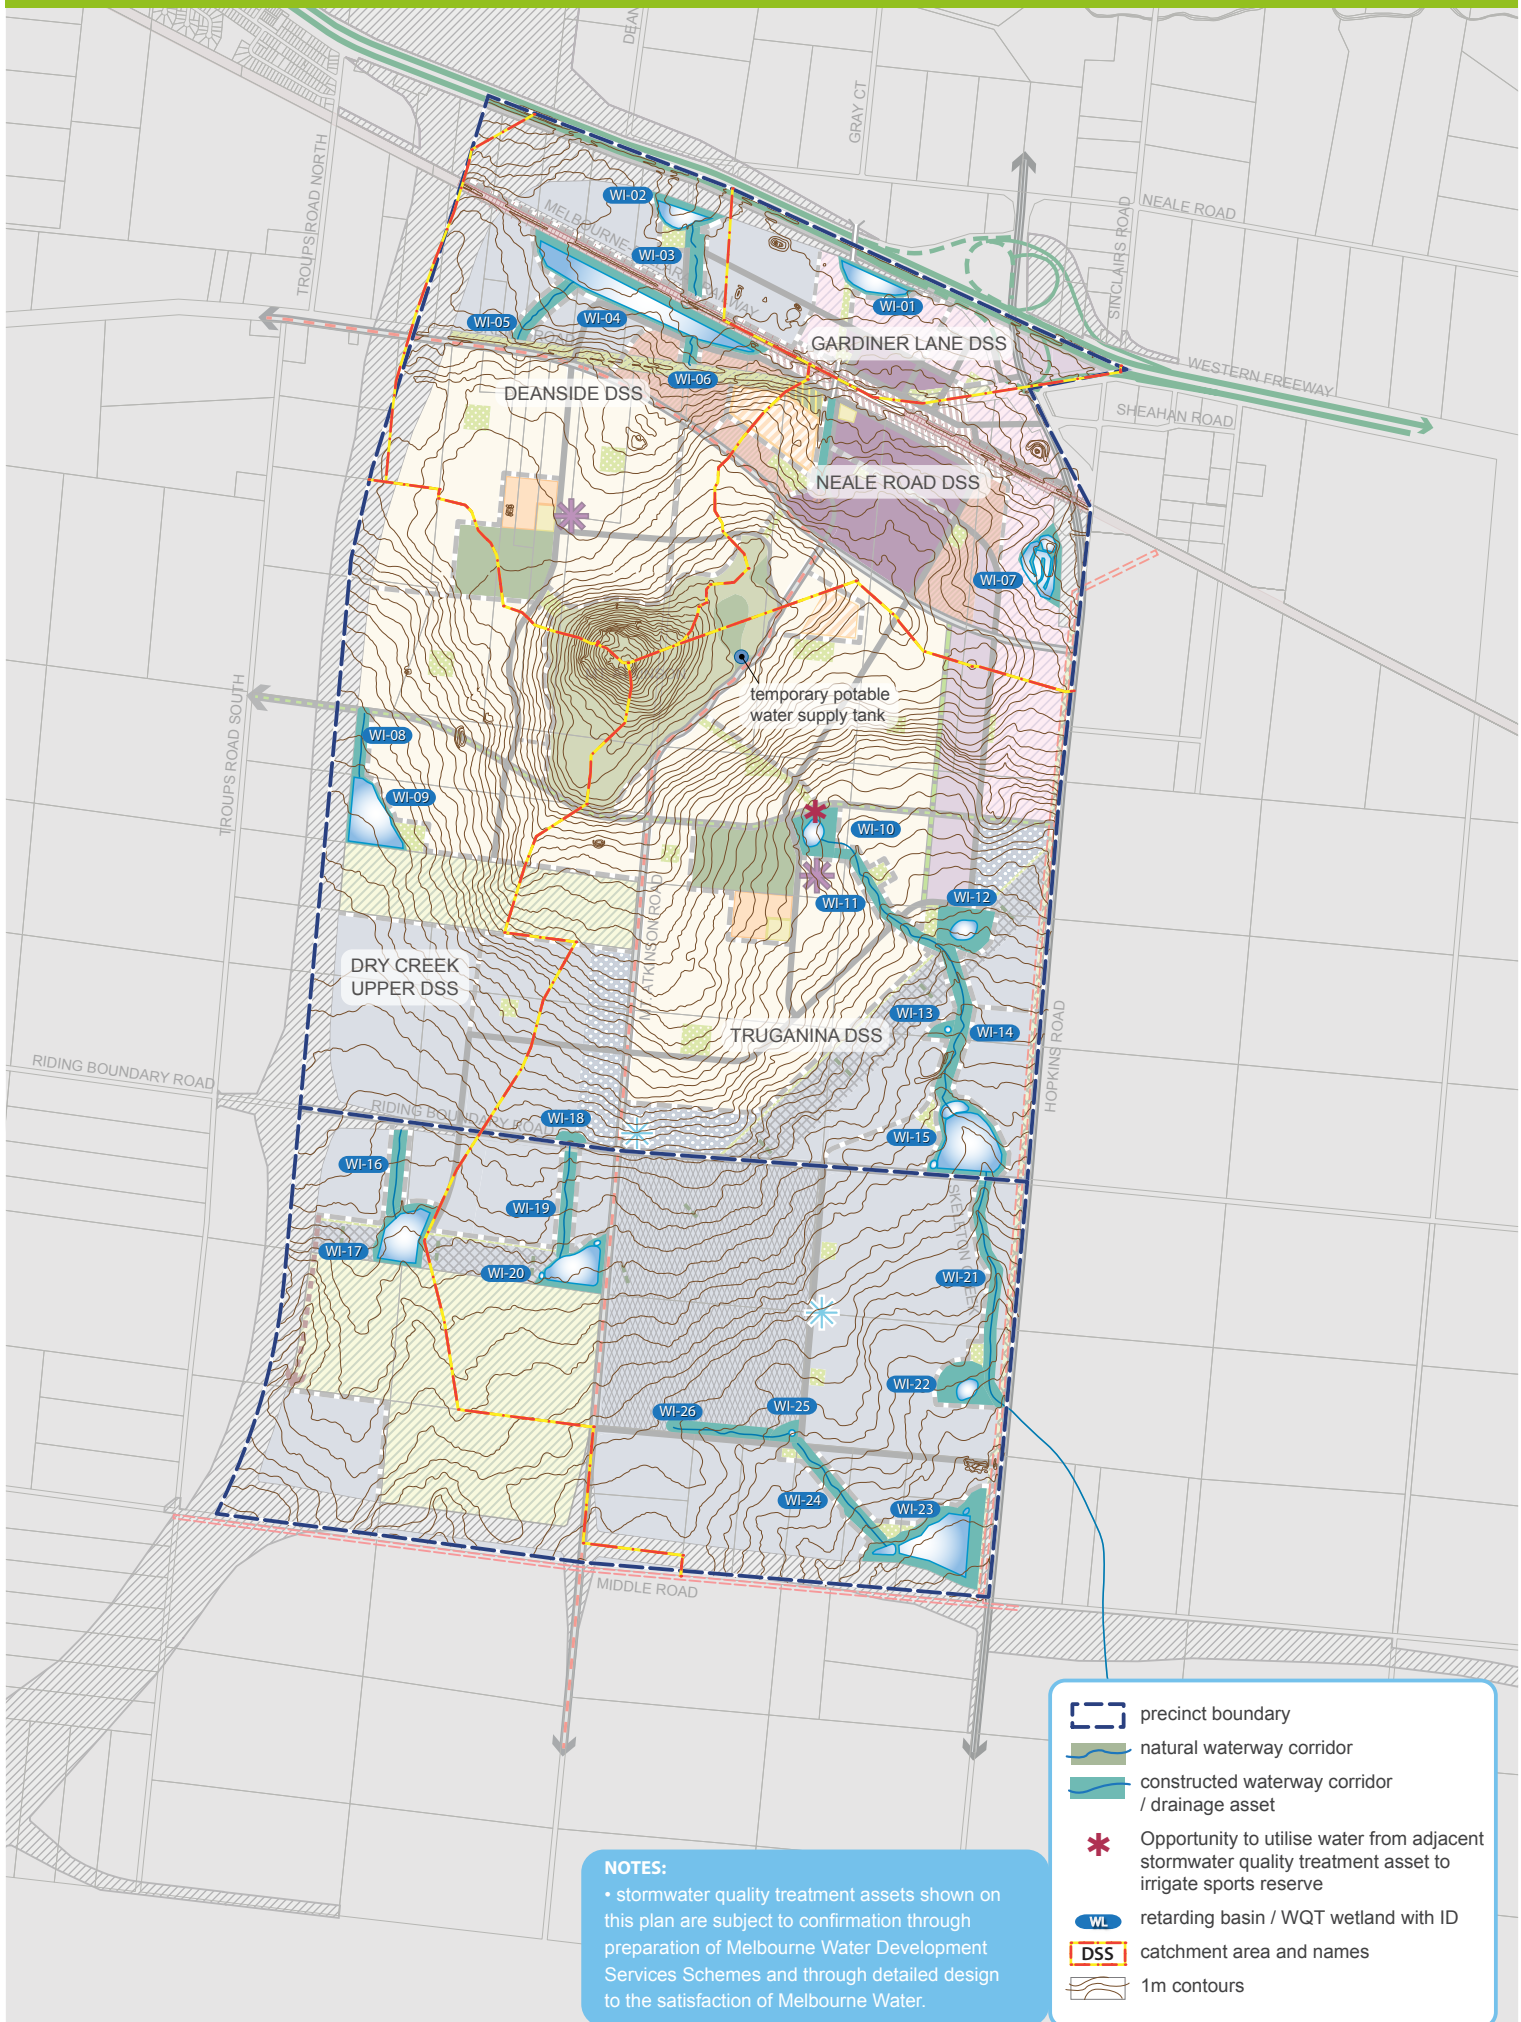 DEAN
GRAY CT
TROUPS ROAD NORTH
NEALE ROAD
SINCLAIRS ROAD
WI-02
WI-03
WI-01
WI-05
WI-04
WI-06
GARDINER LANE DSS
WESTERN FREEWAY
SHEAHAN ROAD
DEANSIDE DSS
NEALE ROAD DSS
WI-07
temporary potable
water supply tank
TROUPS ROAD SOUTH
WI-08
WI-09
WI-10
WI-11
WI-12
MT ATKINSON ROAD
DRY CREEK
UPPER DSS
WI-13
WI-14
TRUGANINA DSS
HOPKINS ROAD
RIDING BOUNDARY ROAD
RIDING BOUNDARY ROAD
WI-18
WI-15
WI-16
WI-19
WI-17
WI-20
SKELETON CREEK
WI-21
WI-22
WI-26
WI-25
WI-24
WI-23
MIDDLE ROAD
precinct boundary
natural waterway corridor
constructed waterway corridor
/ drainage asset
Opportunity to utilise water from adjacent
stormwater quality treatment asset to
irrigate sports reserve
WL
retarding basin / WQT wetland with ID
DSS
catchment area and names
1m contours
NOTES:
• stormwater quality treatment assets shown on
this plan are subject to confirmation through
preparation of Melbourne Water Development
Services Schemes and through detailed design
to the satisfaction of Melbourne Water.